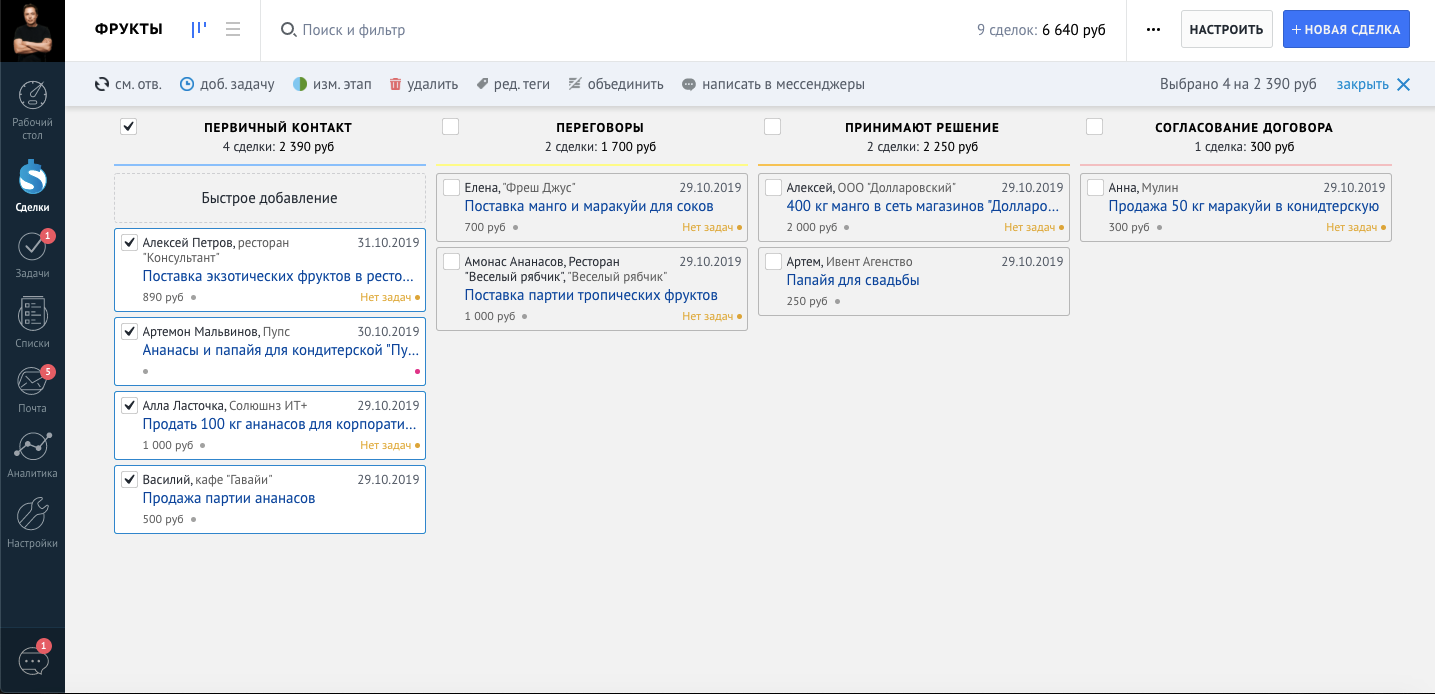 ФРУКТЫ
Поиск и фильтр
9 сделок: 6 640 руб
НАСТРОИТЬ
НОВАЯ СДЕЛКА
см. отв.
доб. задачу
изм. этап
удалить
ред. теги
объединить
написать в мессенджеры
Выбрано 4 на 2 390 руб
закрыть
Рабочий
стол
Сделки
1
Задачи
Списки
5
Почта
Аналитика
Настройки
1
ПЕРВИЧНЫЙ КОНТАКТ
4 сделки: 2 390 руб
Быстрое добавление
Алексей Петров, ресторан 31.10.2019
"Консультант"
Поставка экзотических фруктов в ресто...
890 руб Нет задач
Артемон Мальвинов, Пупс 30.10.2019
Ананасы и папайя для кондитерской "Пу...
Алла Ласточка, Солюшнз ИТ+ 29.10.2019
Продать 100 кг ананасов для корпорати...
1 000 руб Нет задач
Василий, кафе "Гавайи" 29.10.2019
Продажа партии ананасов
500 руб
ПЕРЕГОВОРЫ
2 сделки: 1 700 руб
Елена, "Фреш Джус" 29.10.2019
Поставка манго и маракуйи для соков
700 руб Нет задач
Амонас Ананасов, Ресторан 29.10.2019
"Веселый рябчик", "Веселый рябчик"
Поставка партии тропических фруктов
1 000 руб Нет задач
ПРИНИМАЮТ РЕШЕНИЕ
2 сделки: 2 250 руб
Алексей, ООО "Долларовский" 29.10.2019
400 кг манго в сеть магазинов "Долларо...
2 000 руб Нет задач
Артем, Ивент Агенство 29.10.2019
Папайя для свадьбы
250 руб
СОГЛАСОВАНИЕ ДОГОВОРА
1 сделка: 300 руб
Анна, Мулин 29.10.2019
Продажа 50 кг маракуйи в конидтерскую
300 руб Нет задач